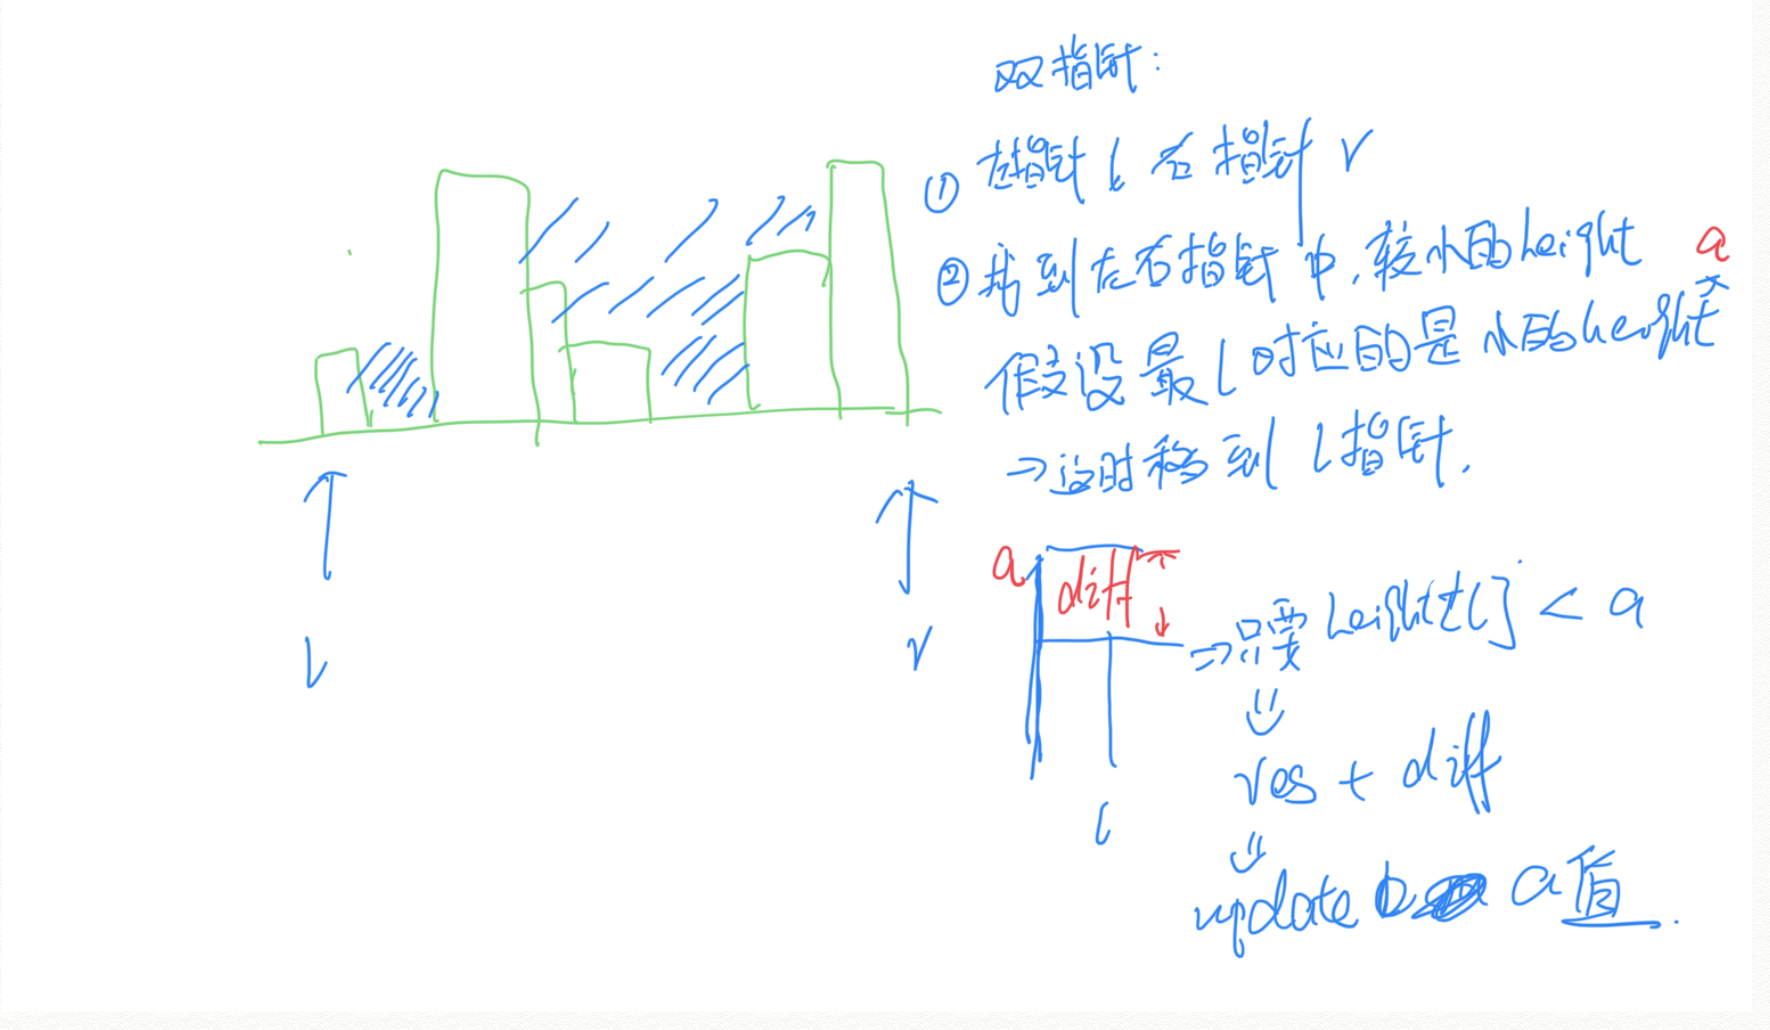 双指针:
① 左指针 l 右指针 r
② 找到左右指针中,较小的height a
假设最 l 对应的是小的height
→ 这时移到 l 指针.
a diff
⇒ 只要 height[l] < a
l r
l
res + diff
update a值.